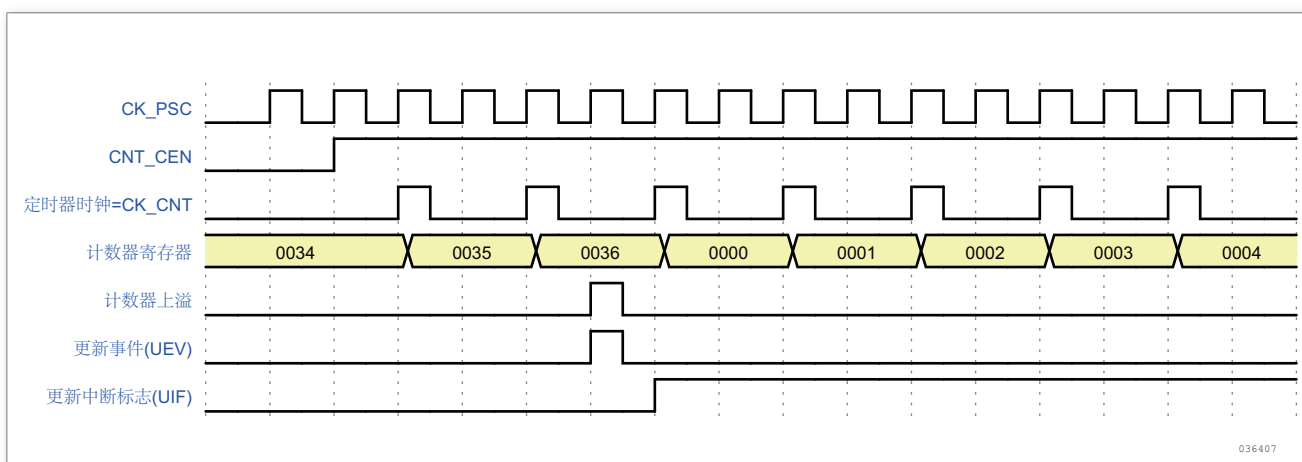 CK_PSC
CNT_CEN
定时器时钟=CK_CNT
计数器寄存器 0034 0035 0036 0000 0001 0002 0003 0004
计数器上溢
更新事件(UEV)
更新中断标志(UIF)
036407